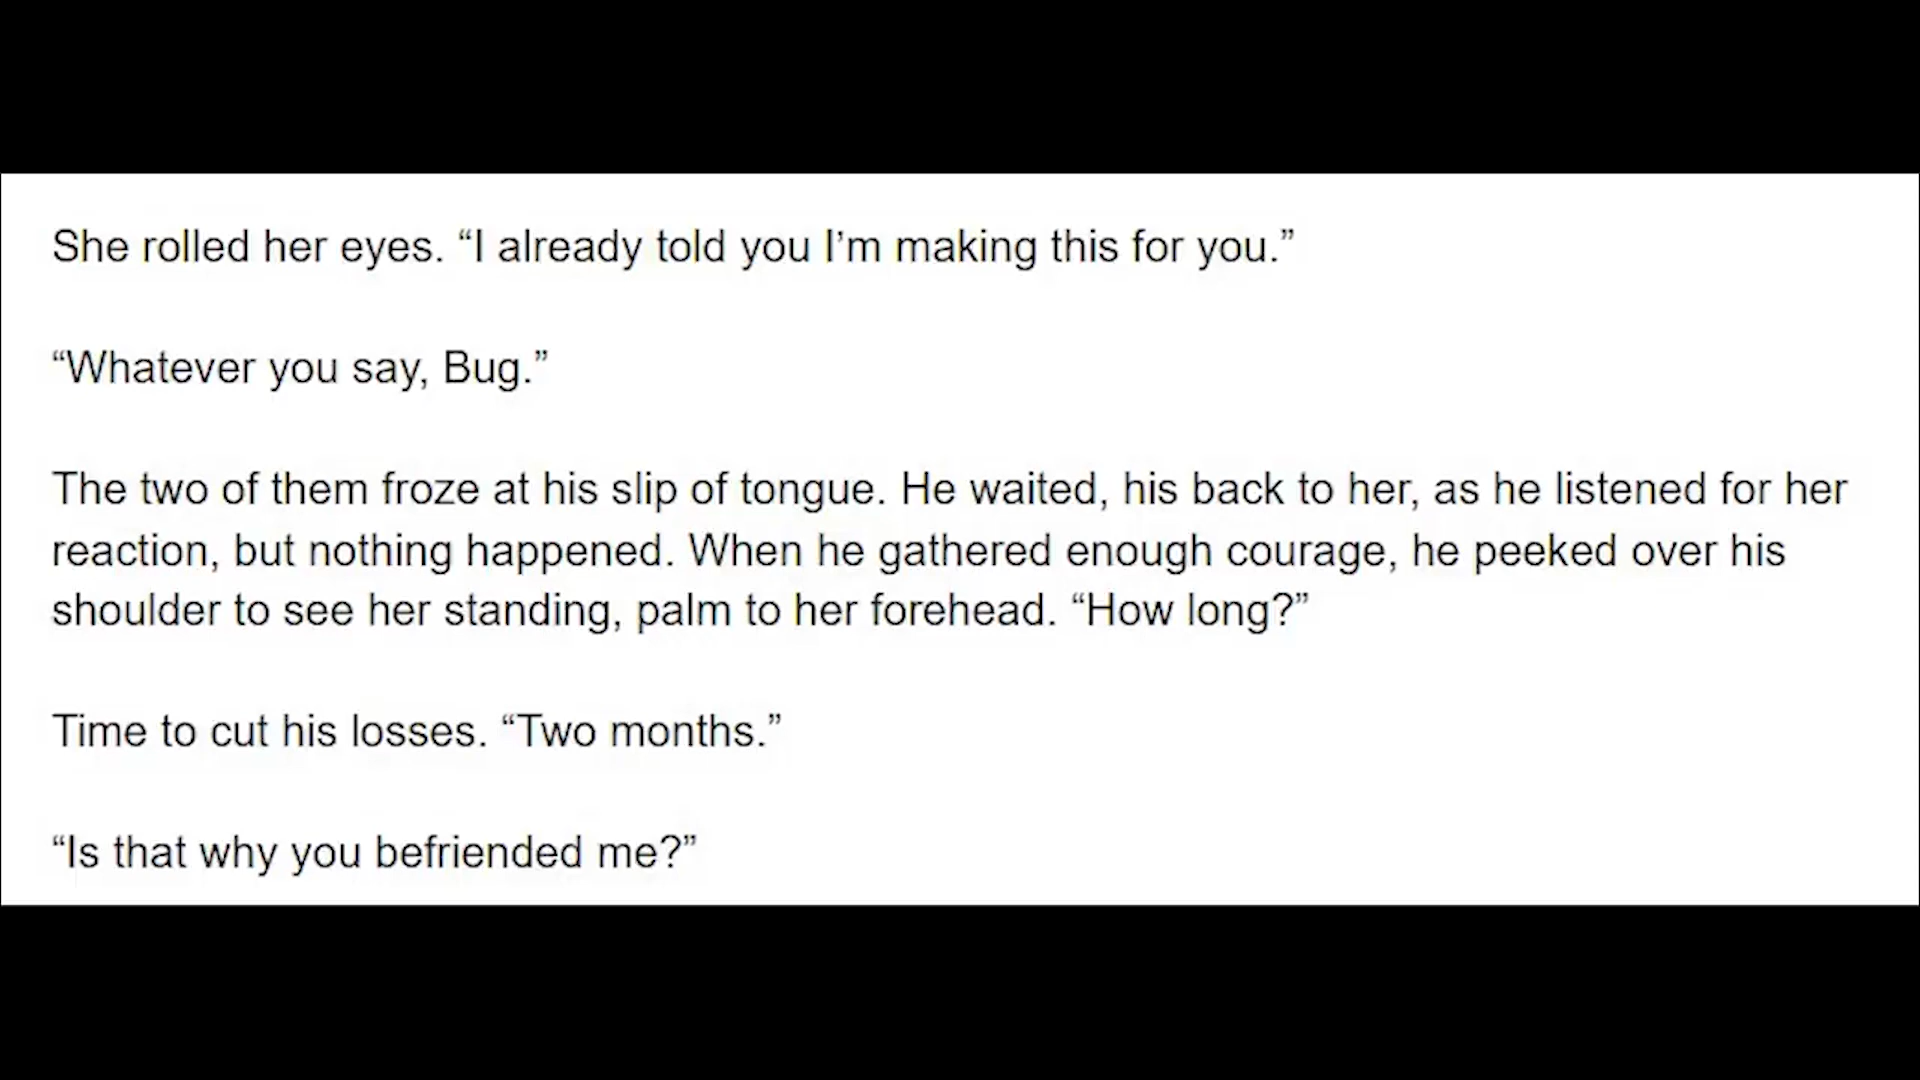 She rolled her eyes. “I already told you I’m making this for you.”
“Whatever you say, Bug.”
The two of them froze at his slip of tongue. He waited, his back to her, as he listened for her
reaction, but nothing happened. When he gathered enough courage, he peeked over his
shoulder to see her standing, palm to her forehead. “How long?”
Time to cut his losses. “Two months.”
“Is that why you befriended me?”